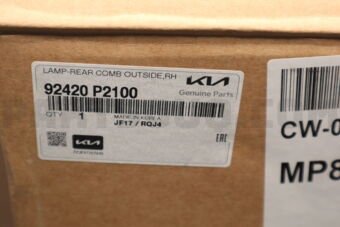 LAMP-REAR COMB OUTSIDE,RH
KIA
92420 P2100
Genuine Parts
QTY 1
MADE IN KOREA
JF17 / RQJ4
EAC
KIA
CW-0
MP8